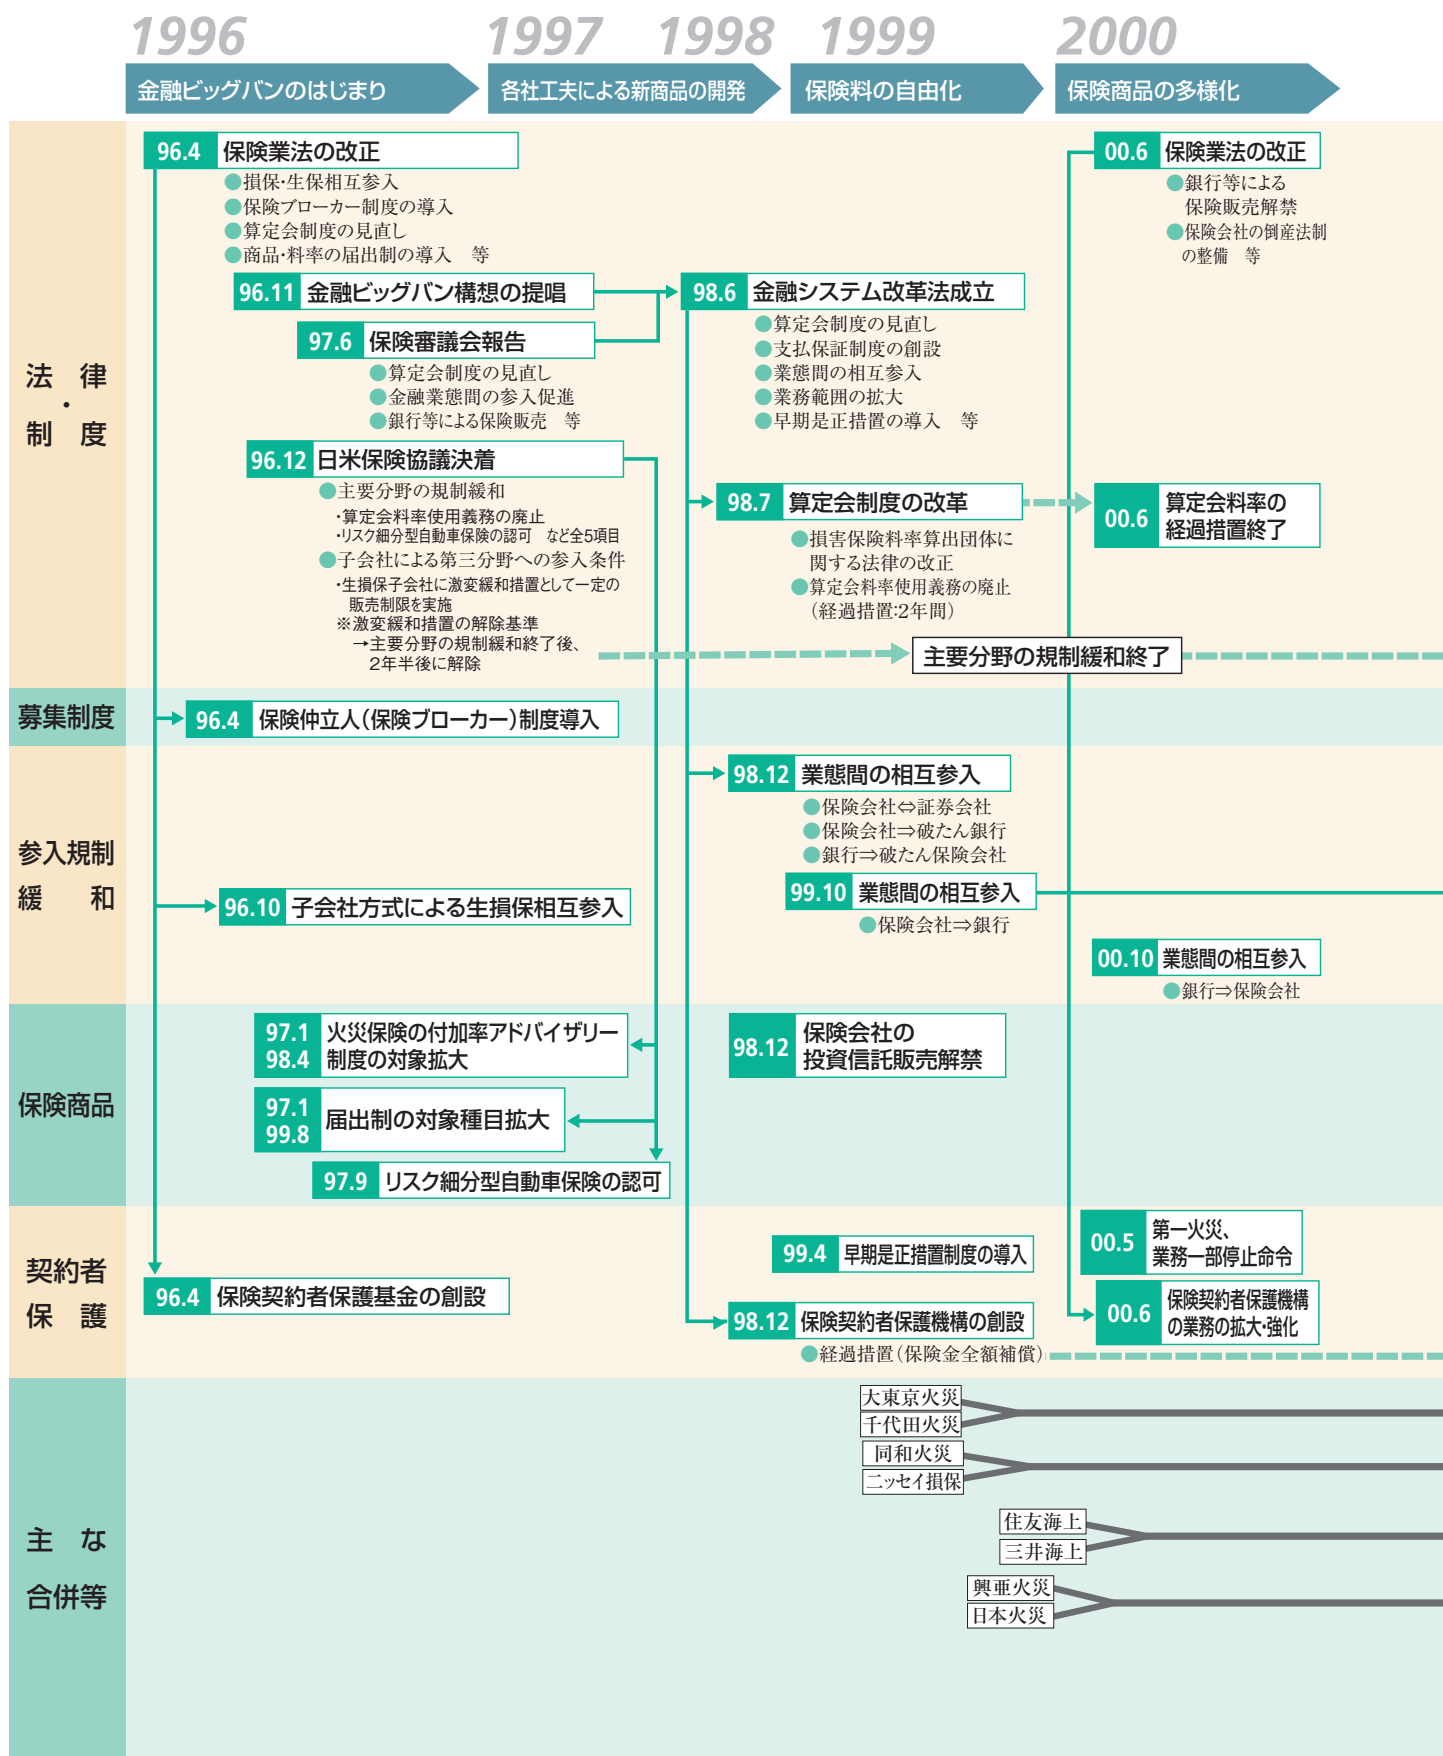 1996
1997
1998
1999
2000
金融ビッグバンのはじまり
各社工夫による新商品の開発
保険料の自由化
保険商品の多様化
法 律
・
制 度
96.4 保険業法の改正
●損保・生保相互参入
●保険ブローカー制度の導入
●算定会制度の見直し
●商品・料率の届出制の導入 等
96.11 金融ビッグバン構想の提唱
97.6 保険審議会報告
●算定会制度の見直し
●金融業態間の参入促進
●銀行等による保険販売 等
96.12 日米保険協議決着
●主要分野の規制緩和
・算定会料率使用義務の廃止
・リスク細分型自動車保険の認可 など全5項目
●子会社による第三分野への参入条件
・生損保子会社に激変緩和措置として一定の
販売制限を実施
※激変緩和措置の解除基準
→主要分野の規制緩和終了後、
2年半後に解除
98.6 金融システム改革法成立
●算定会制度の見直し
●支払保証制度の創設
●業態間の相互参入
●業務範囲の拡大
●早期是正措置の導入 等
98.7 算定会制度の改革
●損害保険料率算出団体に
関する法律の改正
●算定会料率使用義務の廃止
(経過措置:2年間)
主要分野の規制緩和終了
00.6 保険業法の改正
●銀行等による
保険販売解禁
●保険会社の倒産法制
の整備 等
00.6 算定会料率の
経過措置終了
募集制度
96.4 保険仲立人(保険ブローカー)制度導入
参入規制
緩 和
98.12 業態間の相互参入
●保険会社⇔証券会社
●保険会社⇒破たん銀行
●銀行⇒破たん保険会社
99.10 業態間の相互参入
●保険会社⇒銀行
96.10 子会社方式による生損保相互参入
00.10 業態間の相互参入
●銀行⇒保険会社
保険商品
97.1 火災保険の付加率アドバイザリー
98.4 制度の対象拡大
97.1
99.8
届出制の対象種目拡大
97.9 リスク細分型自動車保険の認可
98.12 保険会社の
投資信託販売解禁
契約者
保 護
96.4 保険契約者保護基金の創設
99.4 早期是正措置制度の導入
98.12 保険契約者保護機構の創設
●経過措置(保険金全額補償)
00.5 第一火災、
業務一部停止命令
00.6 保険契約者保護機構
の業務の拡大・強化
主 な
合併等
大東京火災
千代田火災
同和火災
ニッセイ損保
住友海上
三井海上
興亜火災
日本火災